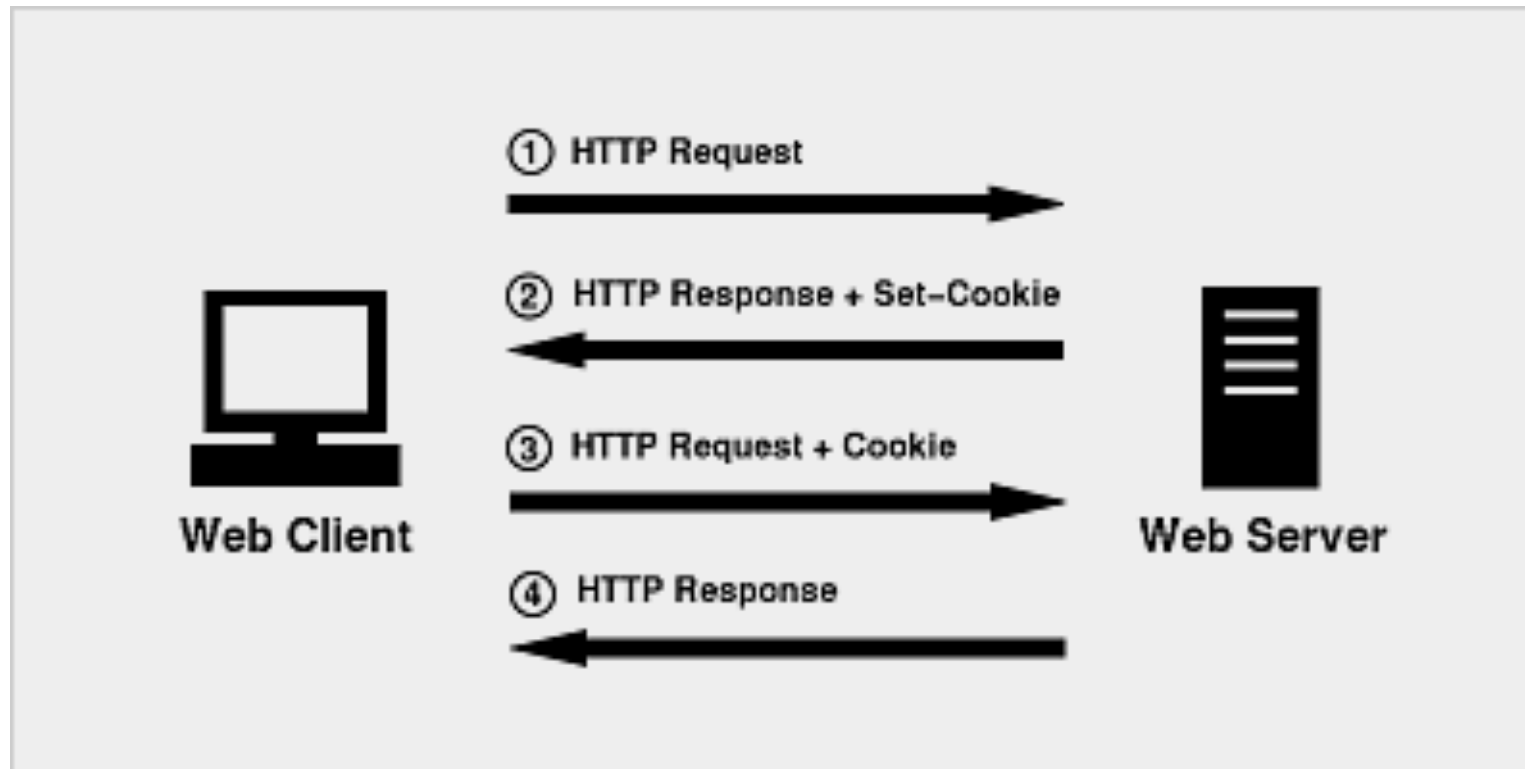 ① HTTP Request
② HTTP Response + Set-Cookie
③ HTTP Request + Cookie
④ HTTP Response
Web Client
Web Server